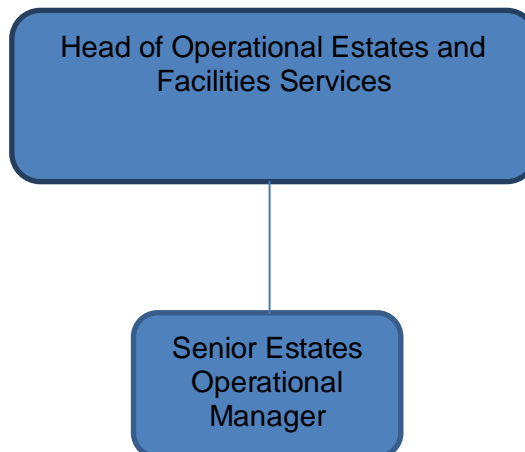 Head of Operational Estates and
Facilities Services
Senior Estates
Operational
Manager